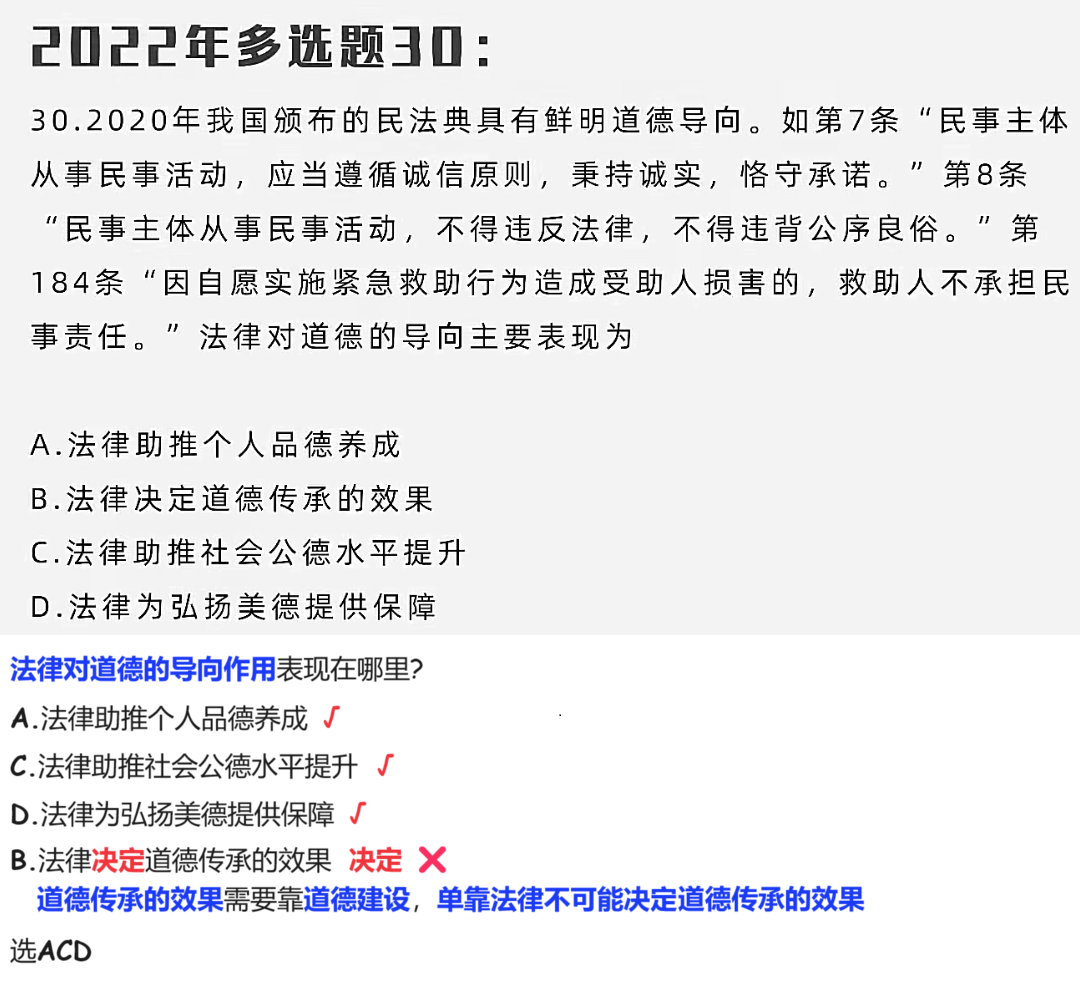 2022年多选题30：
30.2020年我国颁布的民法典具有鲜明道德导向。如第7条“民事主体
从事民事活动，应当遵循诚信原则，秉持诚实，恪守承诺。”第8条
“民事主体从事民事活动，不得违反法律，不得违背公序良俗。”第
184条“因自愿实施紧急救助行为造成受助人损害的，救助人不承担民
事责任。”法律对道德的导向主要表现为
A.法律助推个人品德养成
B.法律决定道德传承的效果
C.法律助推社会公德水平提升
D.法律为弘扬美德提供保障
法律对道德的导向作用表现在哪里?
A.法律助推个人品德养成 √
C.法律助推社会公德水平提升 √
D.法律为弘扬美德提供保障 √
B.法律决定道德传承的效果 决定 ❌
道德传承的效果需要靠道德建设，单靠法律不可能决定道德传承的效果
选ACD